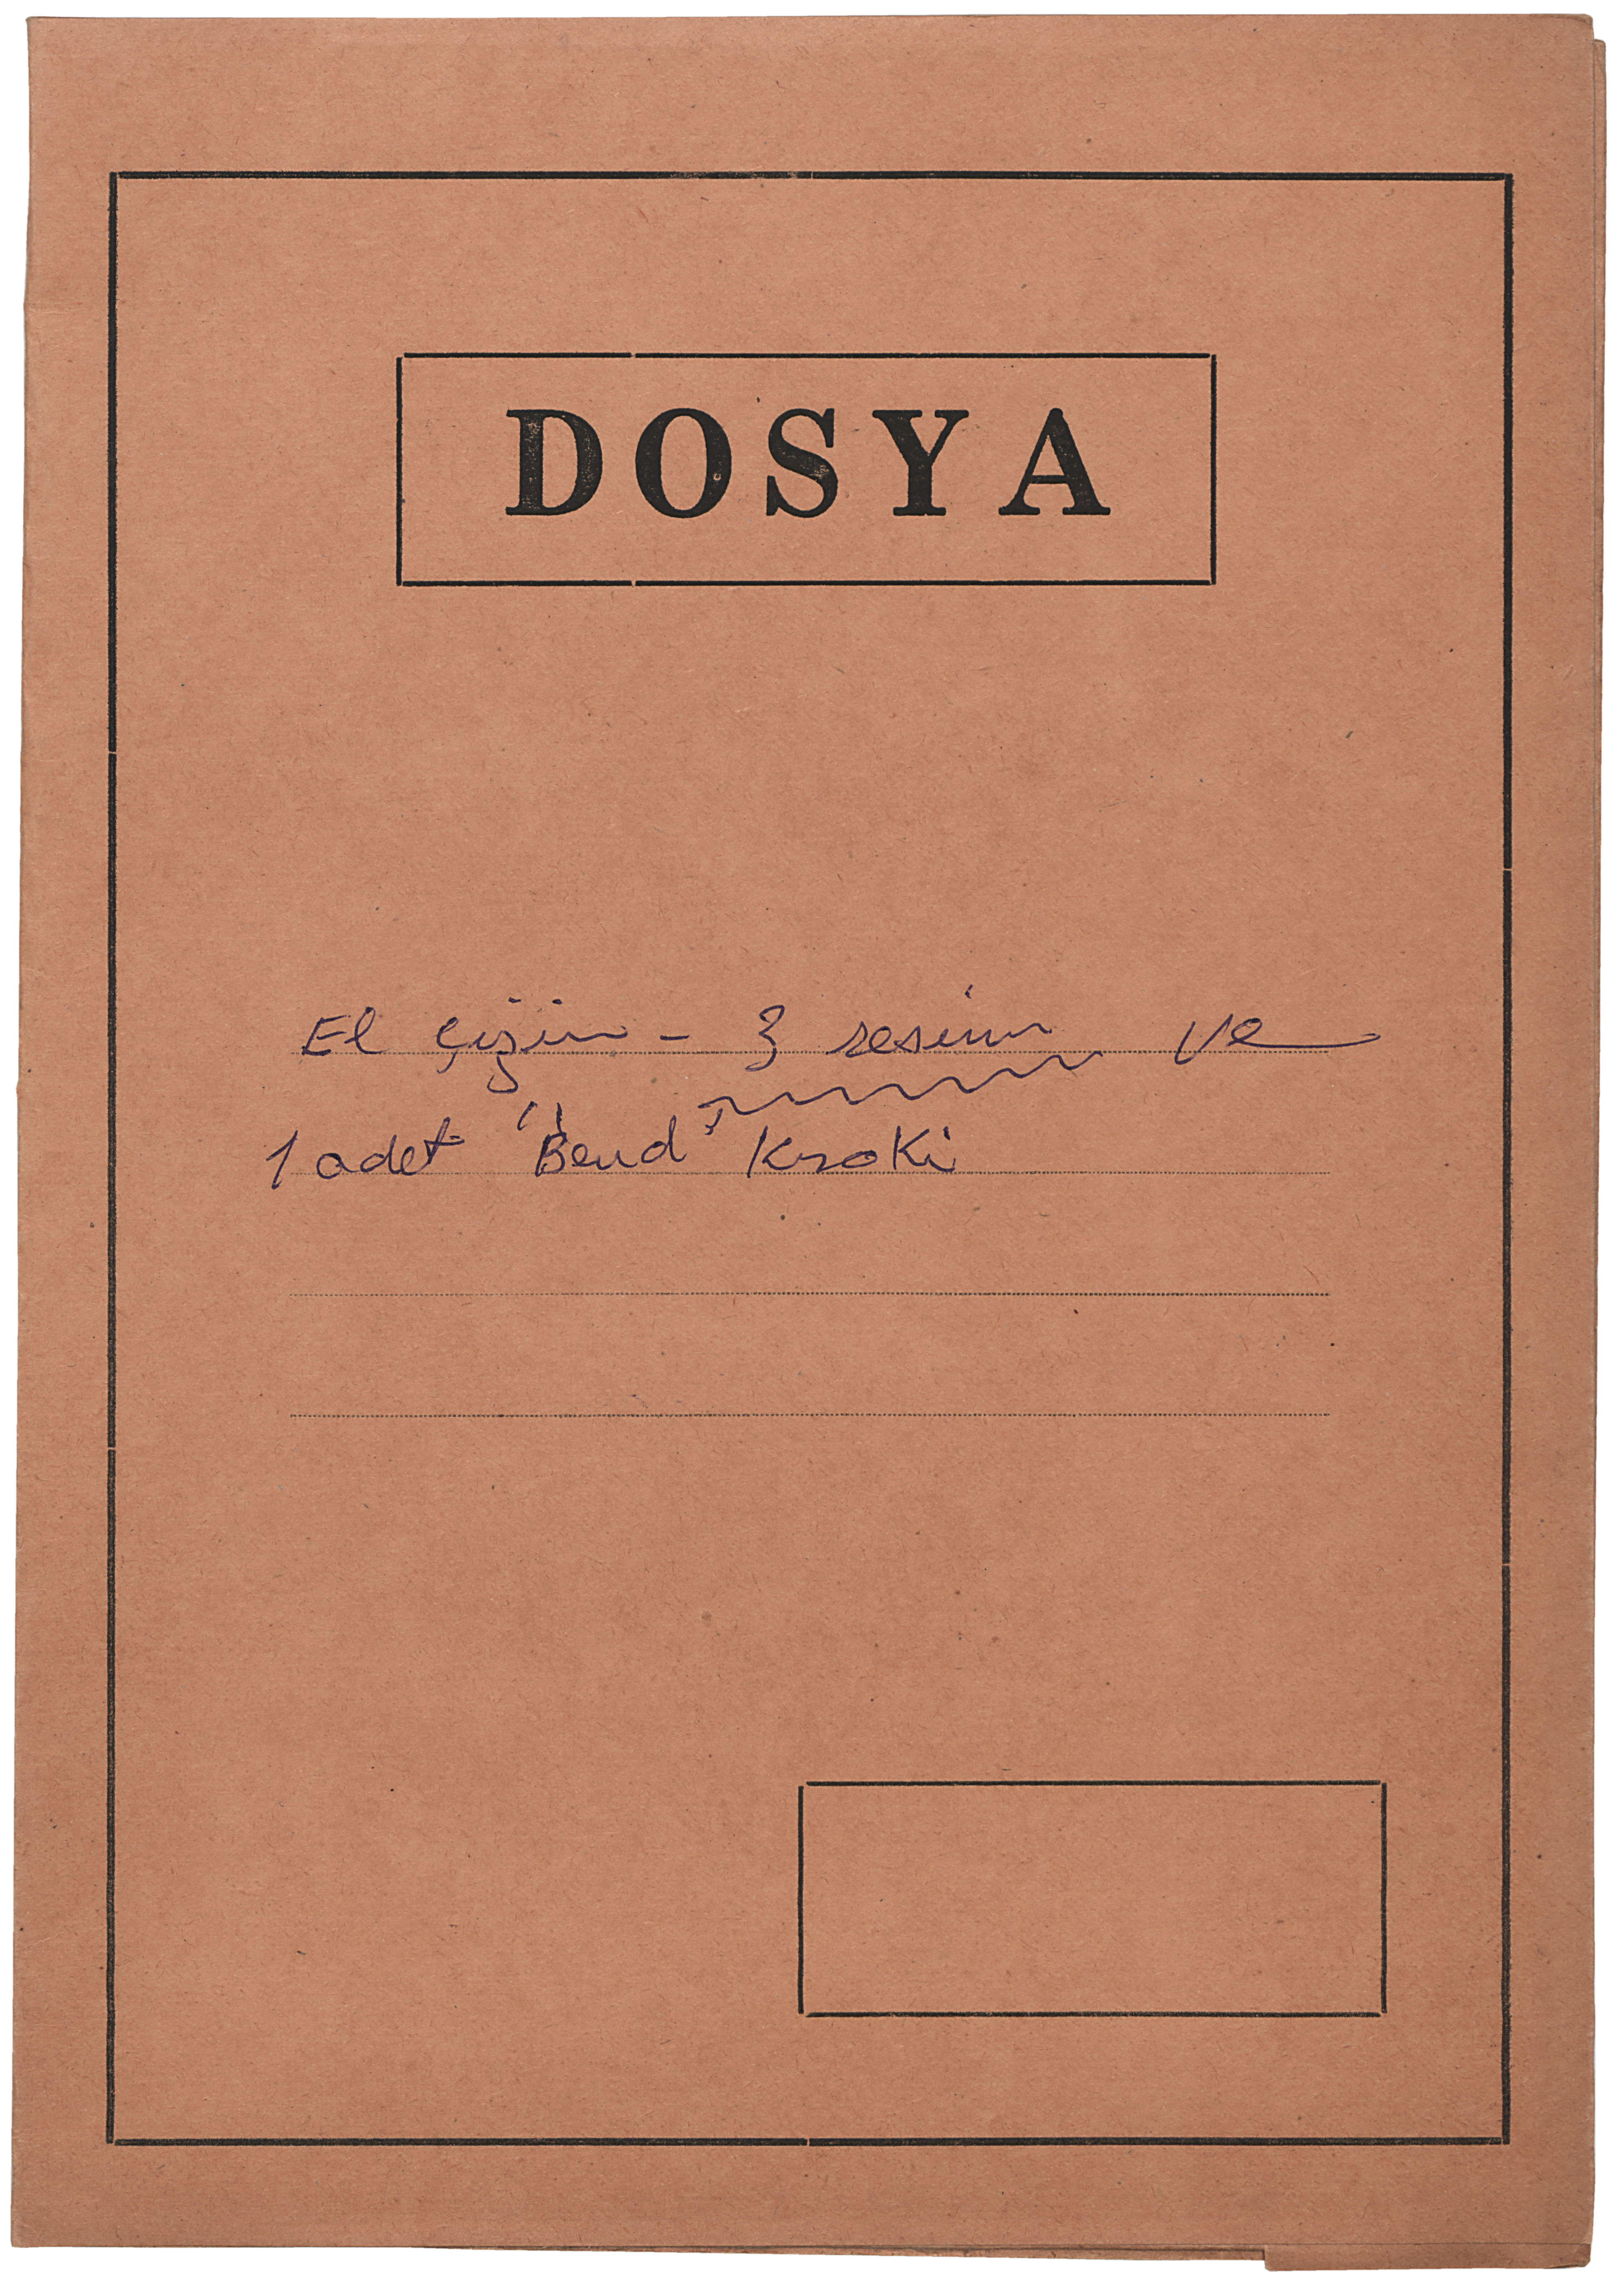 DOSYA
El çizim - 3 resim ve
1 adet "Bend" Kroki